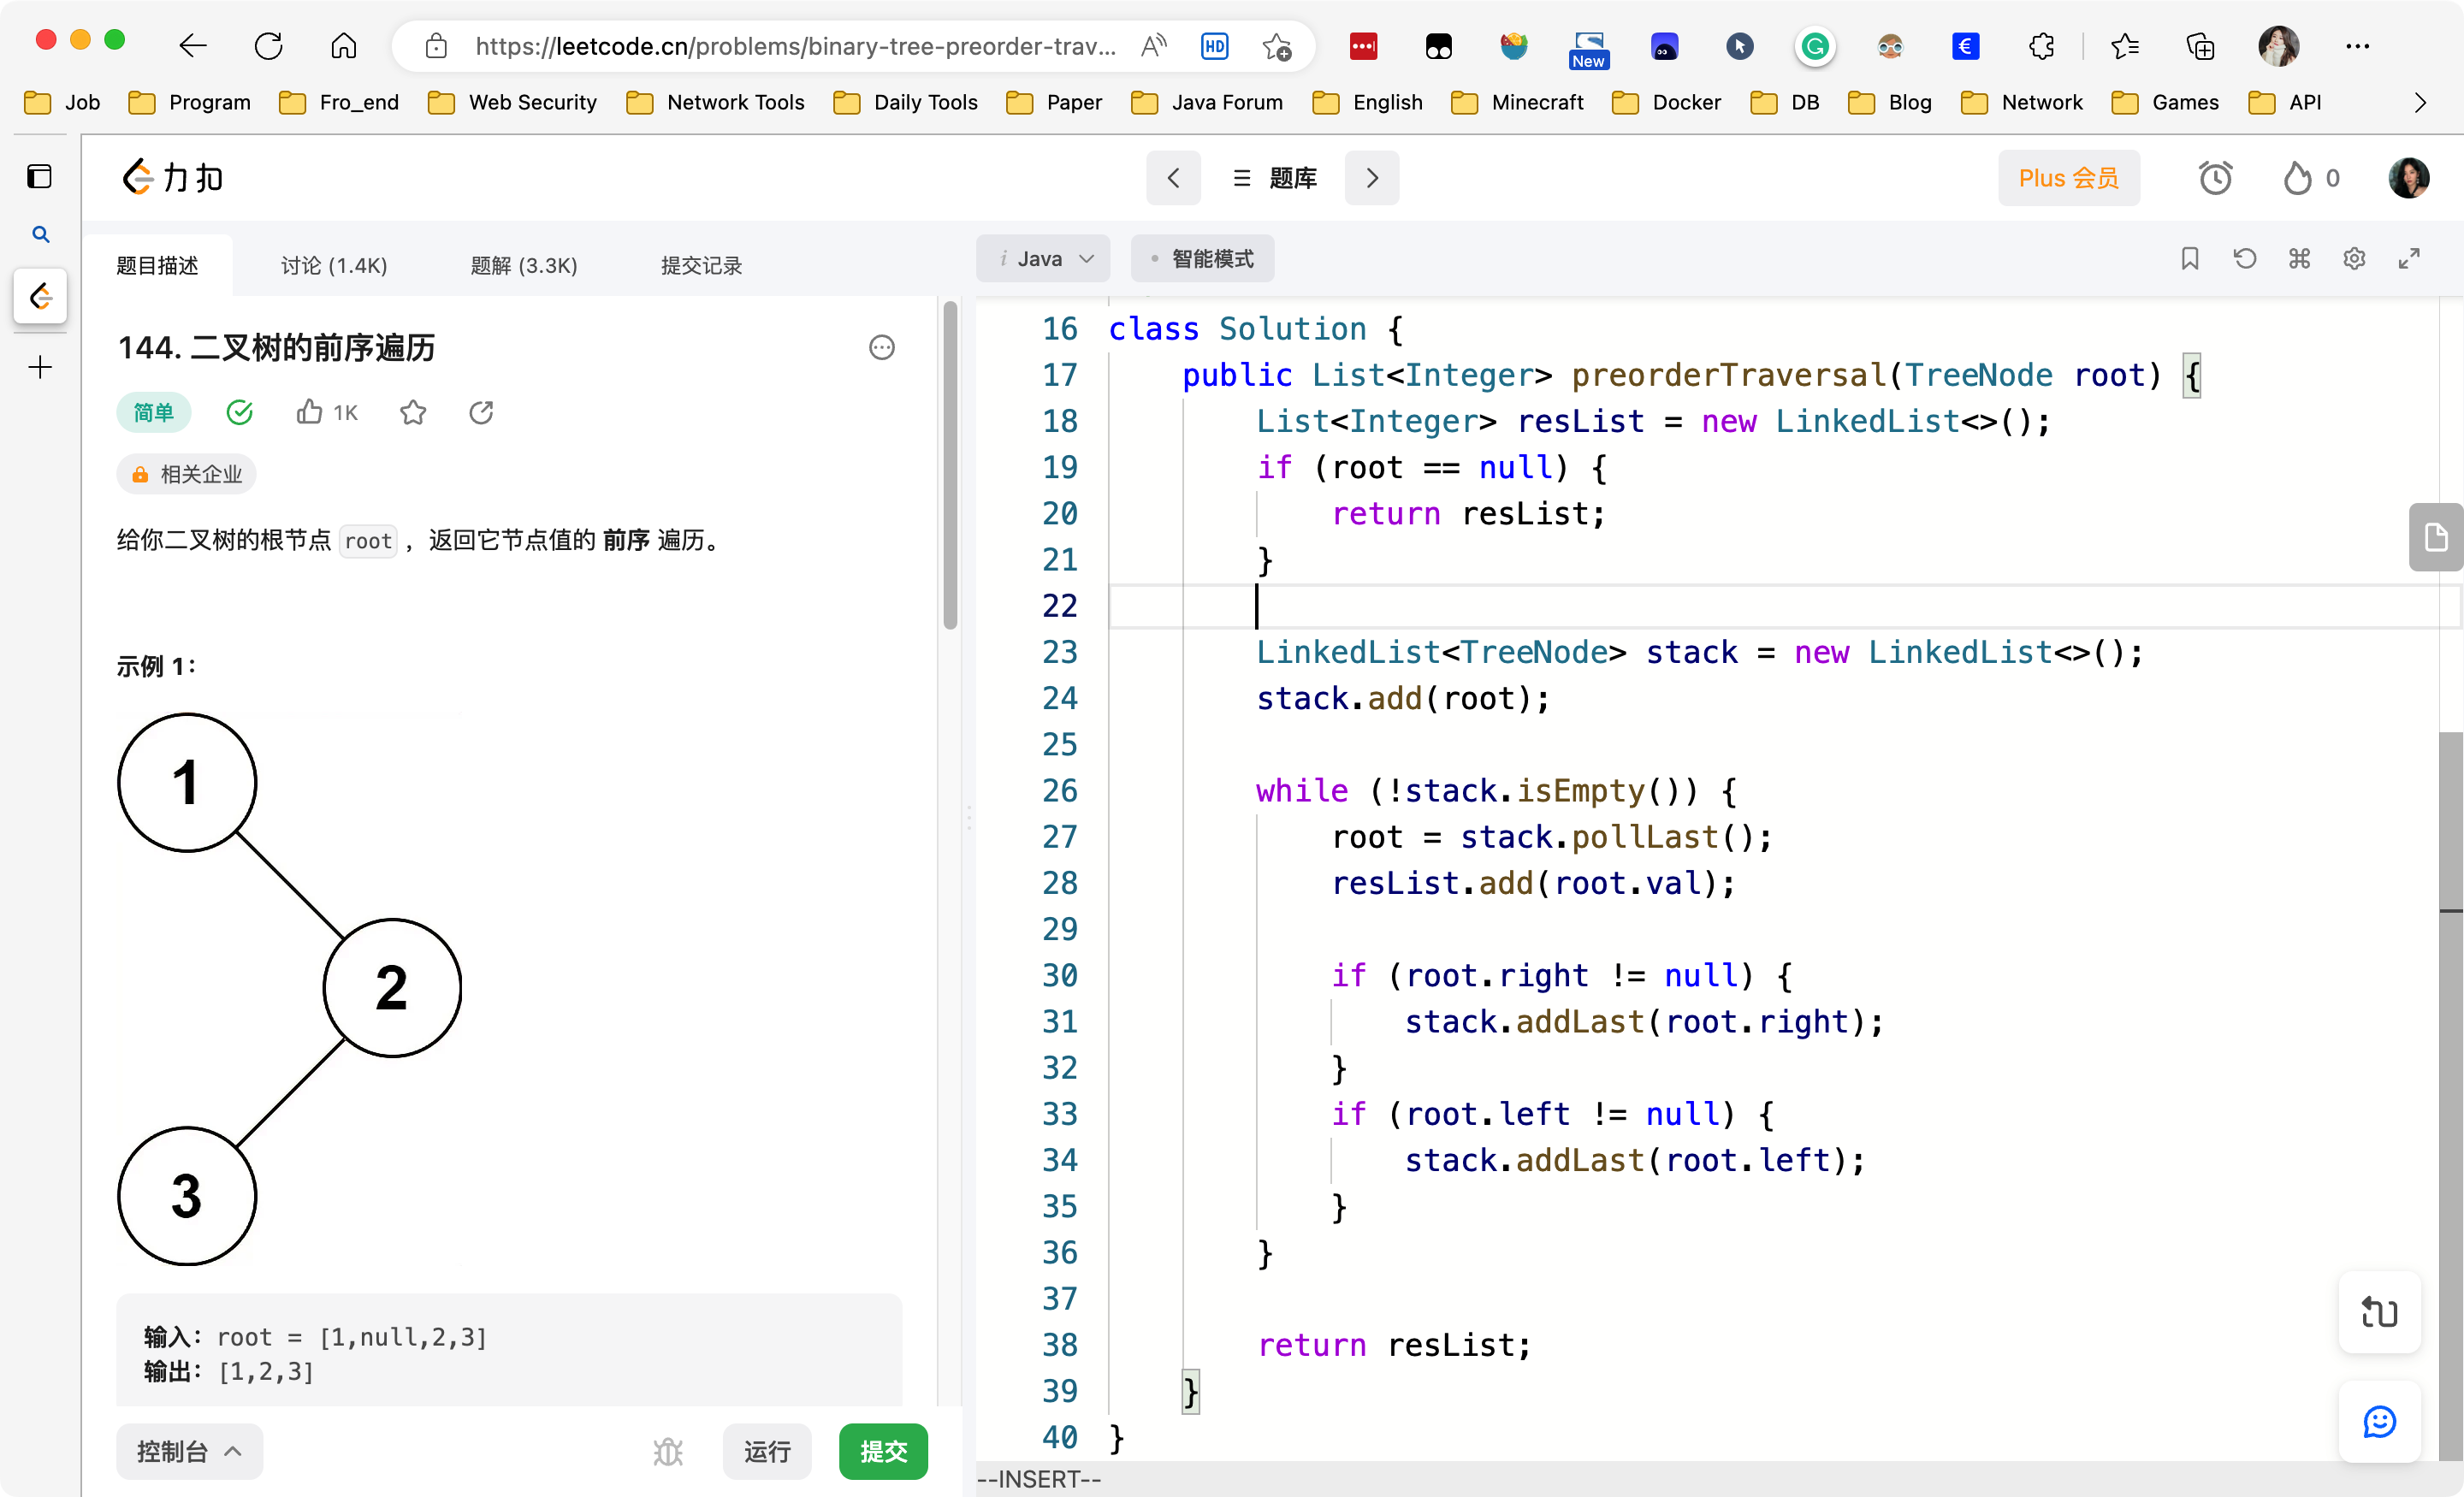 https://leetcode.cn/problems/binary-tree-preorder-trav...
HD
New
Job
Program
Fro_end
Web Security
Network Tools
Daily Tools
Paper
Java Forum
English
Minecraft
Docker
DB
Blog
Network
Games
API
力扣
题库
Plus 会员
0
题目描述
讨论 (1.4K)
题解 (3.3K)
提交记录
i Java
智能模式
144. 二叉树的前序遍历
简单
1K
相关企业
给你二叉树的根节点 root ，返回它节点值的 前序 遍历。
示例 1：
1
2
3
输入：root = [1,null,2,3]
输出：[1,2,3]
控制台
运行
提交
16 class Solution {
17     public List<Integer> preorderTraversal(TreeNode root) {
18         List<Integer> resList = new LinkedList<>();
19         if (root == null) {
20             return resList;
21         }
22
23         LinkedList<TreeNode> stack = new LinkedList<>();
24         stack.add(root);
25
26         while (!stack.isEmpty()) {
27             root = stack.pollLast();
28             resList.add(root.val);
29
30             if (root.right != null) {
31                 stack.addLast(root.right);
32             }
33             if (root.left != null) {
34                 stack.addLast(root.left);
35             }
36         }
37
38         return resList;
39     }
40 }
--INSERT--